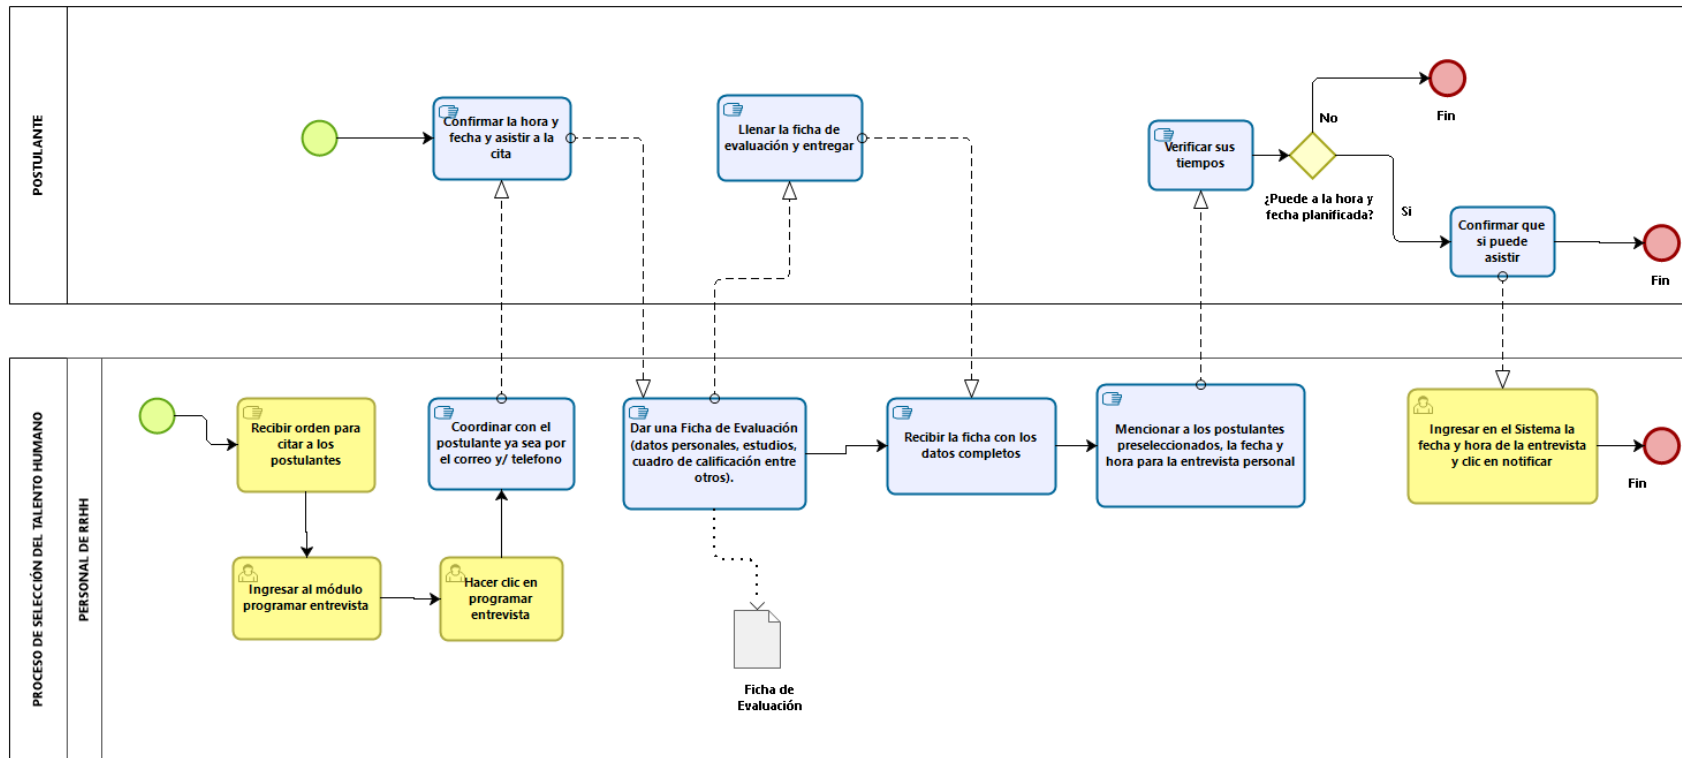 POSTULANTE
Confirmar la hora y
fecha y asistir a la
cita
Llenar la ficha de
evaluación y entregar
Verificar sus
tiempos
No
Fin
¿Puede a la hora y
fecha planificada?
Si
Confirmar que
si puede
asistir
Fin
PROCESO DE SELECCIÓN DEL TALENTO HUMANO
PERSONAL DE RRHH
Recibir orden para
citar a los
postulantes
Ingresar al módulo
programar entrevista
Hacer clic en
programar
entrevista
Coordinar con el
postulante ya sea por
el correo y/ telefono
Dar una Ficha de Evaluación
(datos personales, estudios,
cuadro de calificación entre
otros).
Ficha de
Evaluación
Recibir la ficha con los
datos completos
Mencionar a los postulantes
preseleccionados, la fecha y
hora para la entrevista personal
Ingresar en el Sistema la
fecha y hora de la entrevista
y clic en notificar
Fin